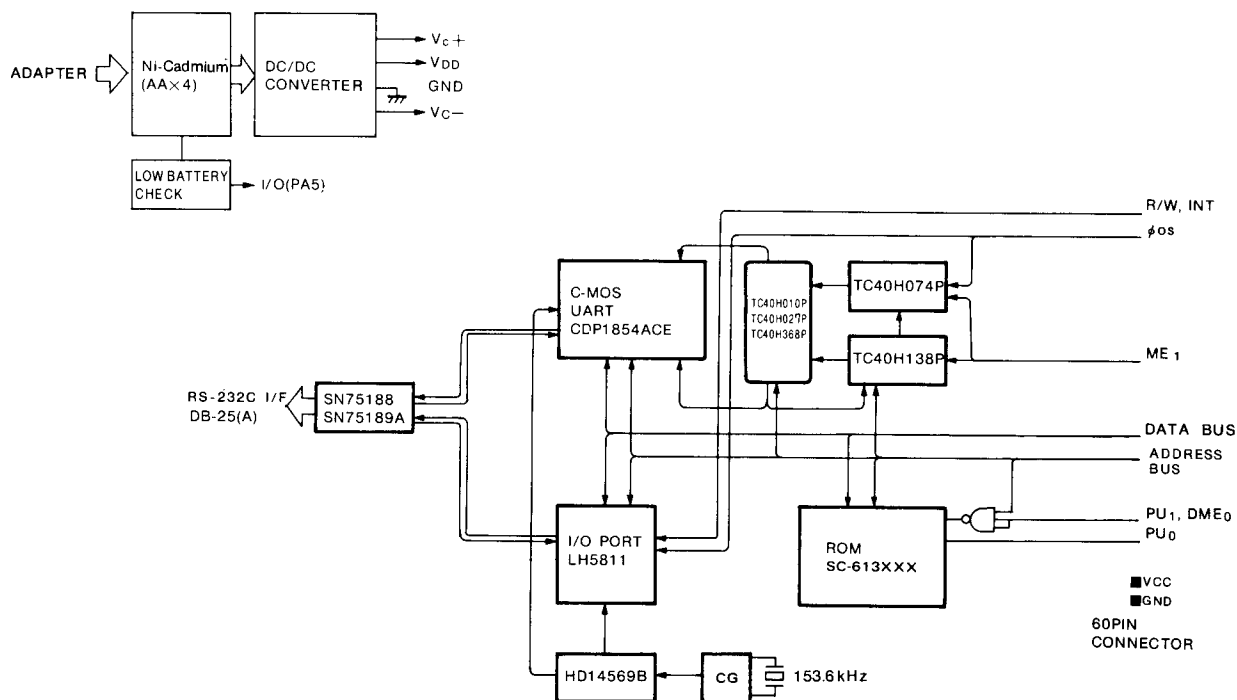 ADAPTER
Ni-Cadmium
(AA×4)
DC/DC
CONVERTER
Vc+
VDD
GND
Vc−
LOW BATTERY
CHECK
I/O(PA5)
R/W, INT
φos
C-MOS
UART
CDP1854ACE
TC40H010P
TC40H027P
TC40H368P
TC40H074P
TC40H138P
ME1
RS-232C I/F
DB-25(A)
SN75188
SN75189A
DATA BUS
ADDRESS
BUS
I/O PORT
LH5811
ROM
SC-613XXX
PU1, DME0
PU0
VCC
GND
60PIN
CONNECTOR
HD14569B
CG
153.6kHz